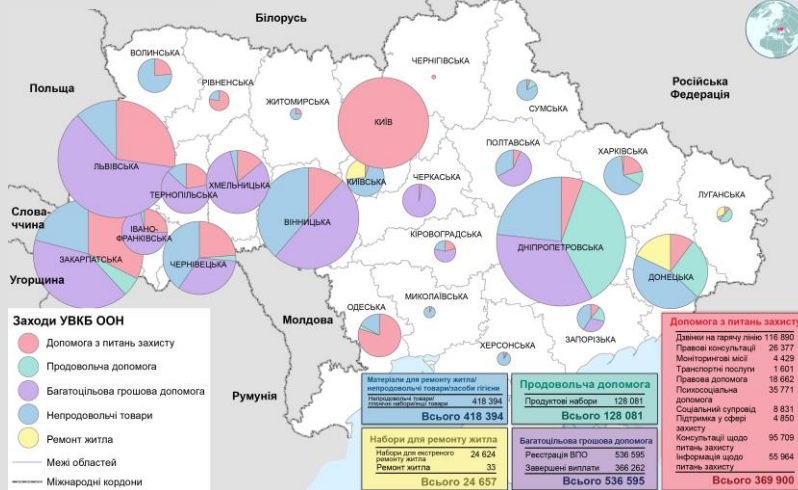 Білорусь
Польща
Російська
Федерація
Слова-
ччина
Угорщина
Молдова
Румунія
ВОЛИНСЬКА
РІВНЕНСЬКА
ЖИТОМИРСЬКА
КИЇВ
ЧЕРНІГІВСЬКА
СУМСЬКА
ЛЬВІВСЬКА
ТЕРНОПІЛЬСЬКА
ХМЕЛЬНИЦЬКА
КИЇВСЬКА
ЧЕРКАСЬКА
ПОЛТАВСЬКА
ХАРКІВСЬКА
ЛУГАНСЬКА
ІВАНО-
ФРАНКІВСЬКА
ЗАКАРПАТСЬКА
ЧЕРНІВЕЦЬКА
ВІННИЦЬКА
КІРОВОГРАДСЬКА
ДНІПРОПЕТРОВСЬКА
ДОНЕЦЬКА
МИКОЛАЇВСЬКА
ОДЕСЬКА
ХЕРСОНСЬКА
ЗАПОРІЗЬКА
Заходи УВКБ ООН
Допомога з питань захисту
Продовольча допомога
Багатоцільова грошова допомога
Непродовольчі товари
Ремонт житла
Межі областей
Міжнародні кордони
Матеріали для ремонту житла/
непродовольчі товари/засоби гігієни
Непродовольчі товари/
418 394
Всього 418 394
Продовольча допомога
Продуктові набори 128 081
Всього 128 081
Набори для ремонту житла
Набори для екстреного
ремонту житла 24 624
Ремонт житла 33
Всього 24 657
Багатоцільова грошова допомога
Реєстрація ВПО 536 595
Завершені виплати 366 262
Всього 536 595
Допомога з питань захисту
Дзвінки на гарячу лінію 116 890
Правові консультації 26 377
Моніторингові місії 4 429
Транспортні послуги 1 601
Правова допомога 18 662
Психосоціальна
допомога 35 771
Соціальний супровід 8 831
Підтримка у сфері
захисту 4 850
Консультації щодо
питань захисту 95 709
Інформація щодо
питань захисту 55 964
Всього 369 900